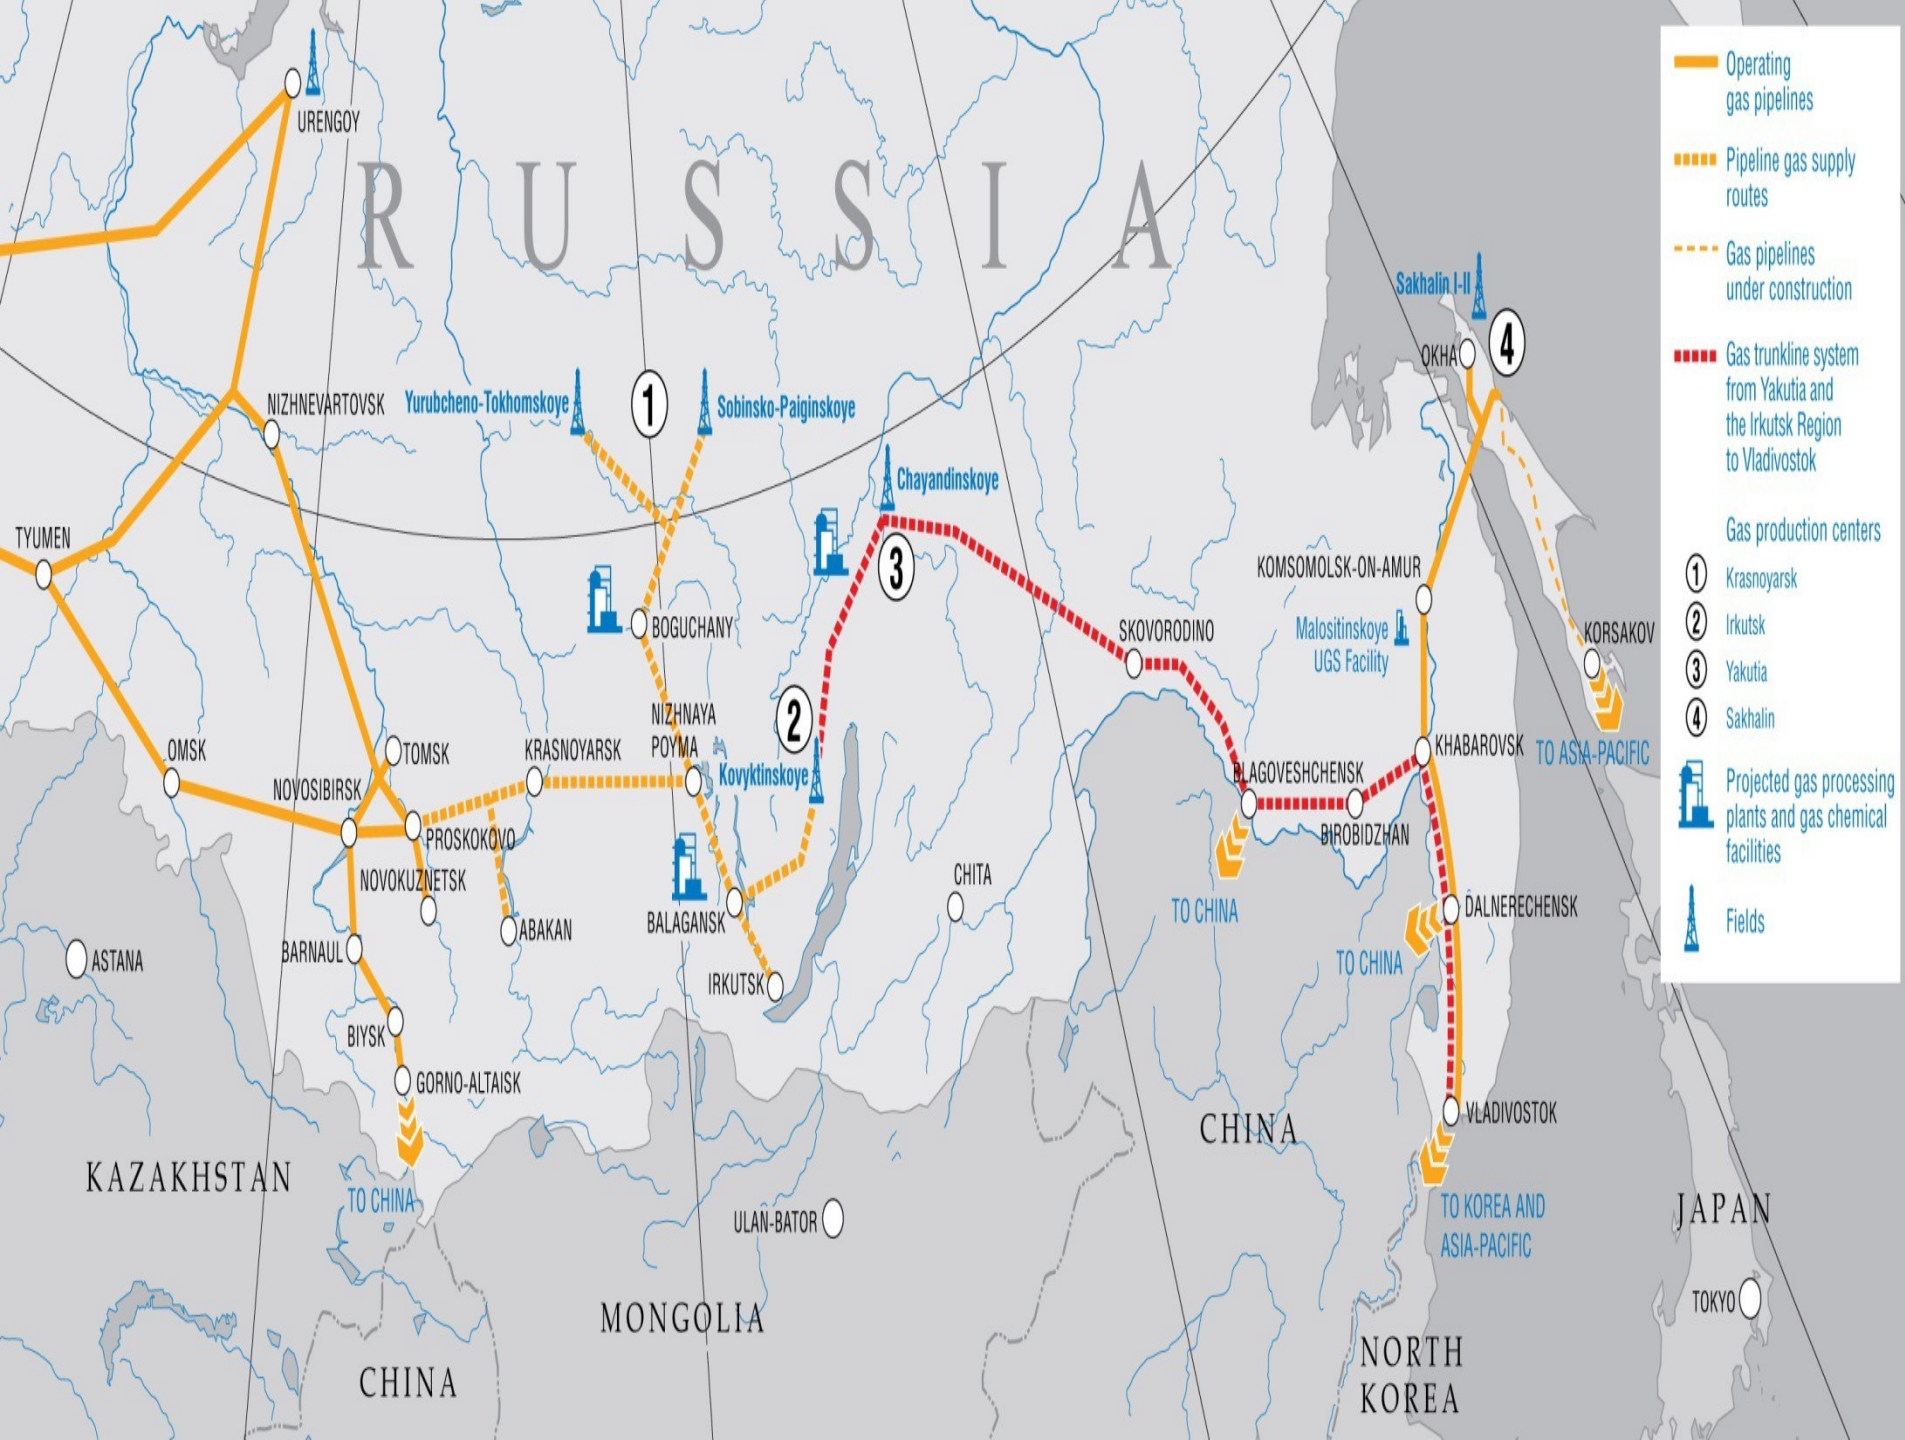 URENGOY
R U S S I A
Sakhalin I-II
OKHA
4
NIZHNEVARTOVSK
Yurubcheno-Tokhomskoye
1
Sobinsko-Paiginskoye
Chayandinskoye
TYUMEN
3
KOMSOMOLSK-ON-AMUR
BOGUCHANY
SKOVORODINO
Malositinskoye
UGS Facility
KORSAKOV
2
NIZHNAYA
POYMA
OMSK
TOMSK
KRASNOYARSK
Kovyktinskoye
KHABAROVSK
TO ASIA-PACIFIC
NOVOSIBIRSK
BLAGOVESHCHENSK
PROSKOKOVO
BIROBIDZHAN
NOVOKUZNETSK
CHITA
TO CHINA
DALNERECHENSK
BALAGANSK
ABAKAN
BARNAUL
ASTANA
TO CHINA
IRKUTSK
BIYSK
GORNO-ALTAISK
VLADIVOSTOK
CHINA
KAZAKHSTAN
TO CHINA
TO KOREA AND
ASIA-PACIFIC
ULAN-BATOR
JAPAN
TOKYO
MONGOLIA
CHINA
NORTH
KOREA
Operating
gas pipelines
Pipeline gas supply
routes
Gas pipelines
under construction
Gas trunkline system
from Yakutia and
the Irkutsk Region
to Vladivostok
Gas production centers
1 Krasnoyarsk
2 Irkutsk
3 Yakutia
4 Sakhalin
Projected gas processing
plants and gas chemical
facilities
Fields